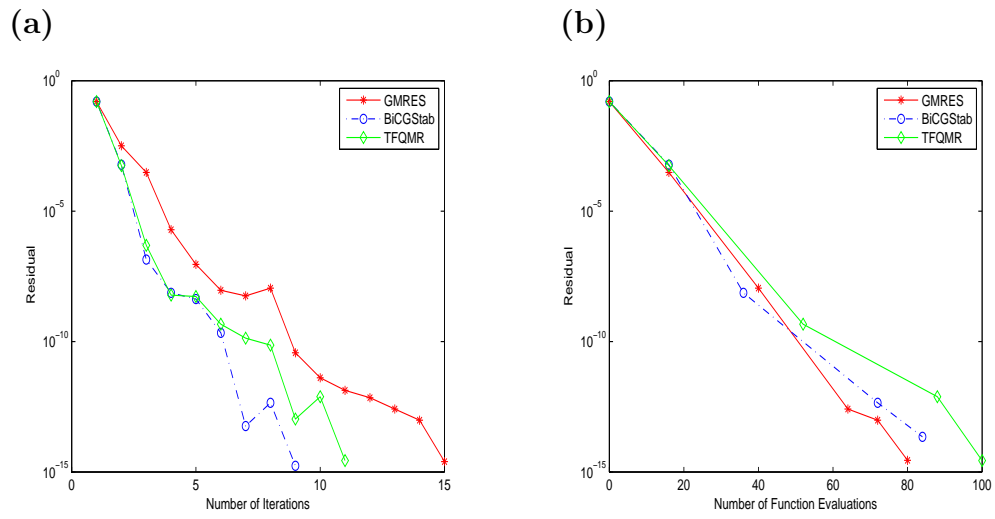 (a)
10^0
10^-5
10^-10
10^-15
Residual
0
5
10
15
Number of Iterations
GMRES
BiCGStab
TFQMR
(b)
10^0
10^-5
10^-10
10^-15
Residual
0
20
40
60
80
100
Number of Function Evaluations
GMRES
BiCGStab
TFQMR